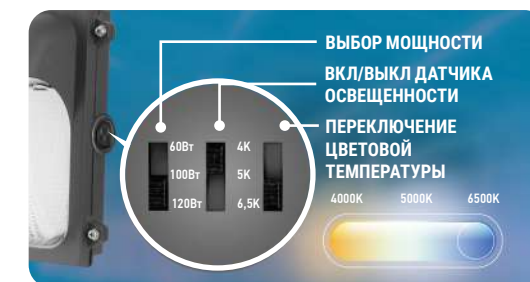 ВЫБОР МОЩНОСТИ
ВКЛ/ВЫКЛ ДАТЧИКА
ОСВЕЩЕННОСТИ
ПЕРЕКЛЮЧЕНИЕ
ЦВЕТОВОЙ
ТЕМПЕРАТУРЫ
60Вт 4K
100Вт 5K
120Вт 6,5K
4000K 5000K 6500K